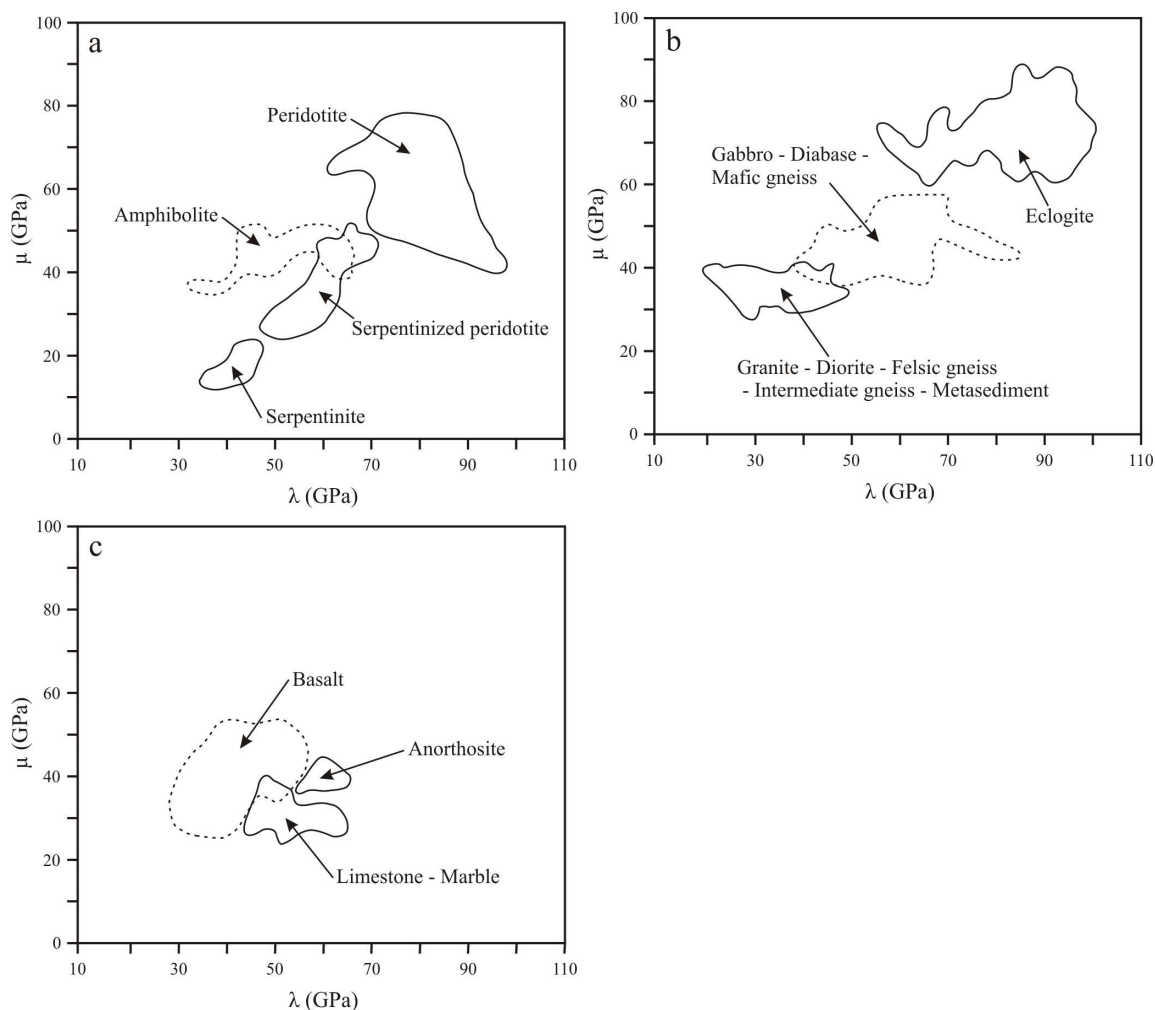 a
100
80
60
40
20
0
μ (GPa)
Peridotite
Amphibolite
Serpentinized peridotite
Serpentinite
10 30 50 70 90 110
λ (GPa)
b
100
80
60
40
20
0
μ (GPa)
Gabbro - Diabase -
Mafic gneiss
Eclogite
Granite - Diorite - Felsic gneiss
- Intermediate gneiss - Metasediment
10 30 50 70 90 110
λ (GPa)
c
100
80
60
40
20
0
μ (GPa)
Basalt
Anorthosite
Limestone - Marble
10 30 50 70 90 110
λ (GPa)